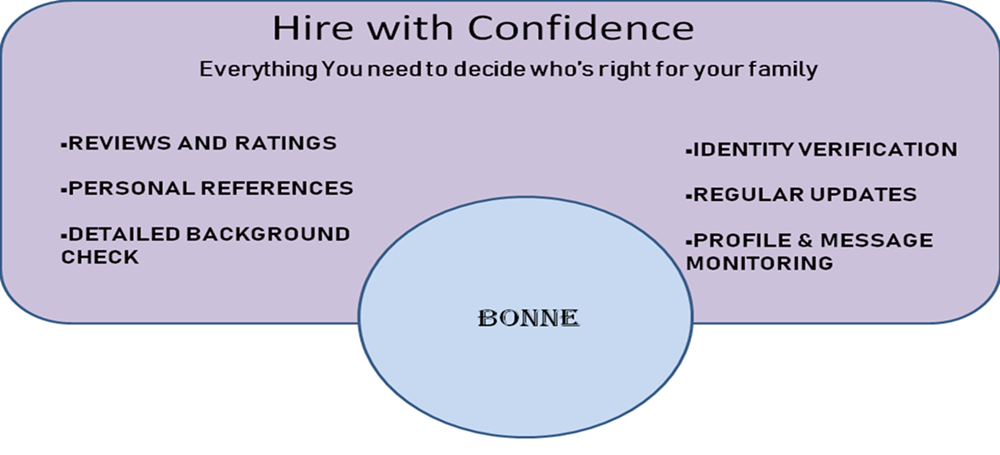 Hire with Confidence
Everything You need to decide who's right for your family
▪REVIEWS AND RATINGS
▪PERSONAL REFERENCES
▪DETAILED BACKGROUND
CHECK
▪IDENTITY VERIFICATION
▪REGULAR UPDATES
▪PROFILE & MESSAGE
MONITORING
BONNE